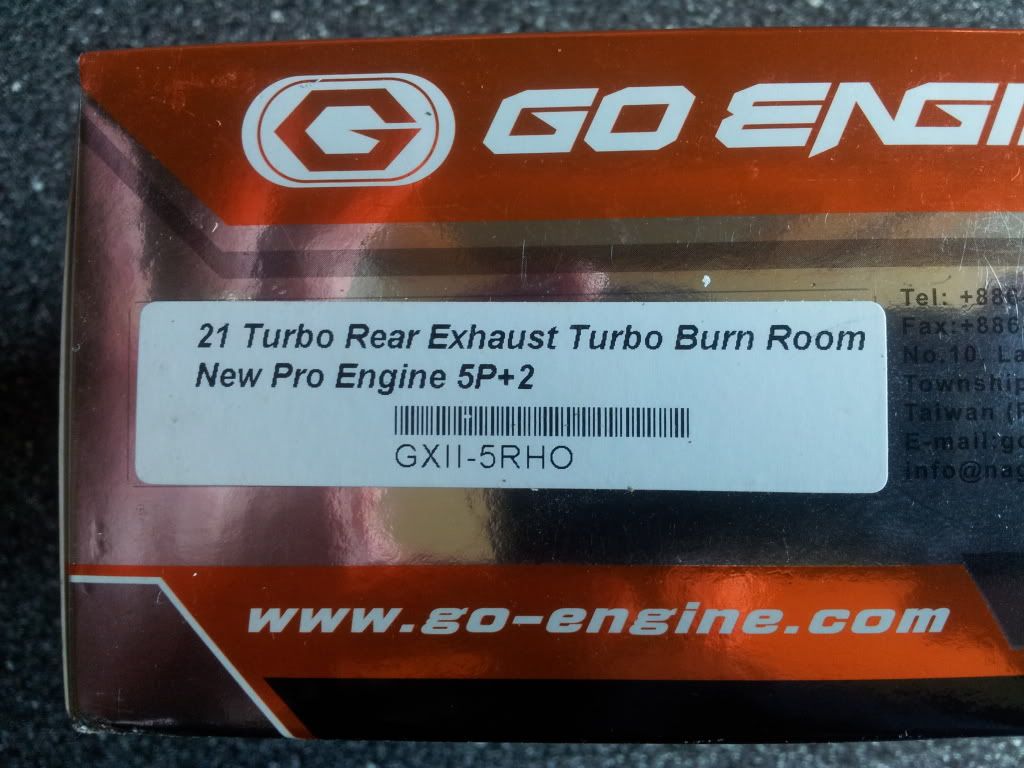 GO ENGI
21 Turbo Rear Exhaust Turbo Burn Room
New Pro Engine 5P+2
GXII-5RHO
Tel: +886
Fax:+886
No.10, La
Township
Taiwan (
E-mail:go
info@nag
www.go-engine.com